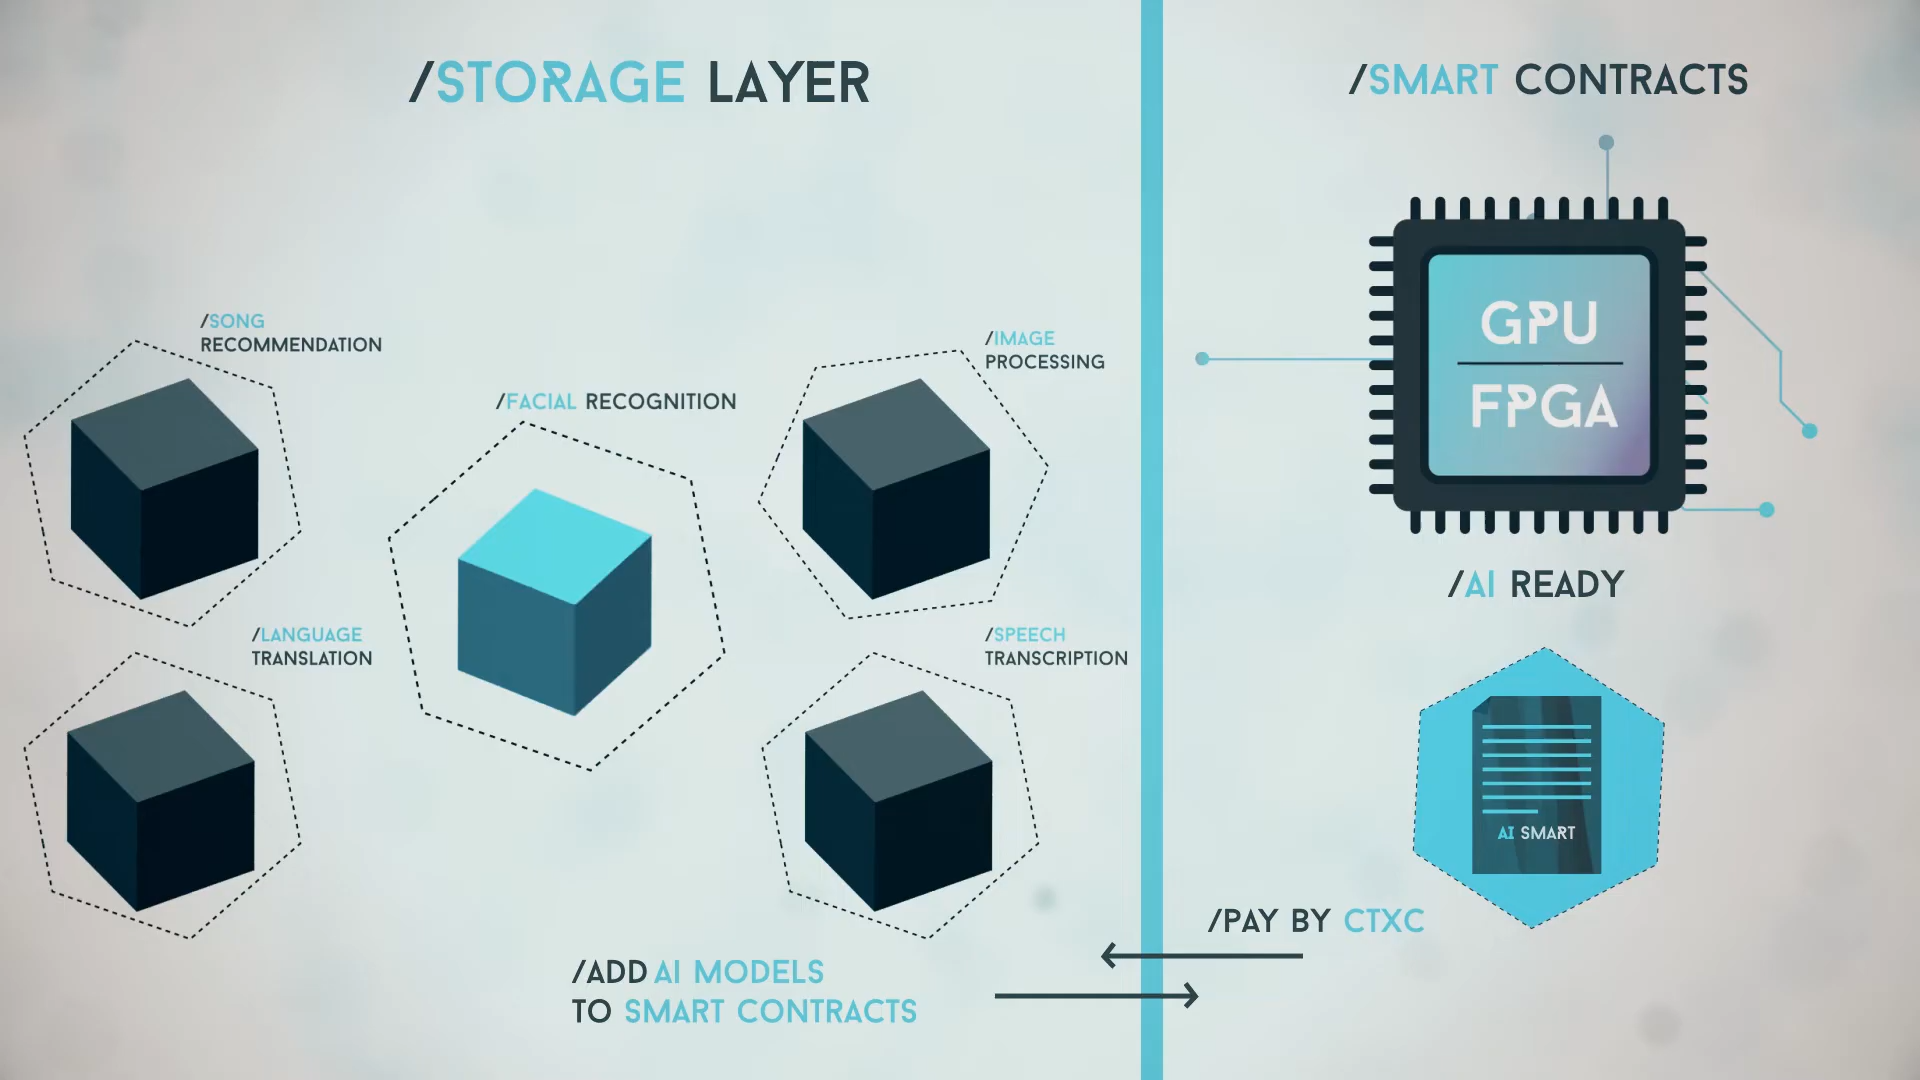 /STORAGE LAYER
/SONG
RECOMMENDATION
/FACIAL RECOGNITION
/IMAGE
PROCESSING
/LANGUAGE
TRANSLATION
/SPEECH
TRANSCRIPTION
/ADD AI MODELS
TO SMART CONTRACTS
/SMART CONTRACTS
GPU
FPGA
/AI READY
AI SMART
/PAY BY CTXC